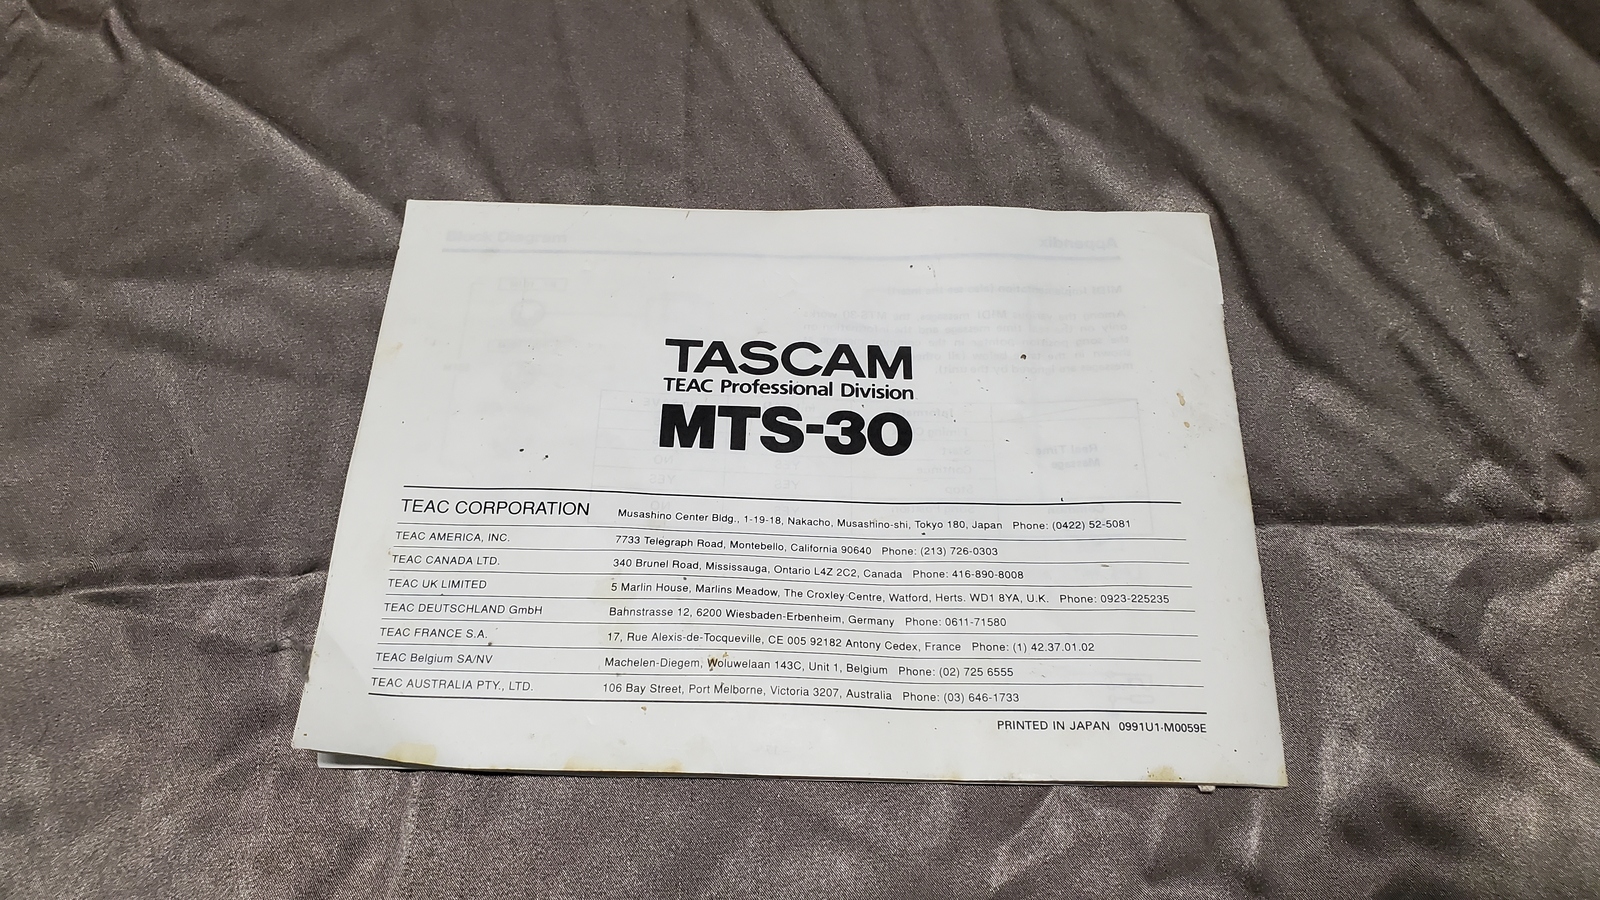 TASCAM
TEAC Professional Division
MTS-30
TEAC CORPORATION Musashino Center Bldg., 1-19-18, Nakacho, Musashino-shi, Tokyo 180, Japan Phone: (0422) 52-5081
TEAC AMERICA, INC. 7733 Telegraph Road, Montebello, California 90640 Phone: (213) 726-0303
TEAC CANADA LTD. 340 Brunel Road, Mississauga, Ontario L4Z 2C2, Canada Phone: 416-890-8008
TEAC UK LIMITED 5 Marlin House, Marlins Meadow, The Croxley Centre, Watford, Herts. WD1 8YA, U.K. Phone: 0923-225235
TEAC DEUTSCHLAND GmbH Bahnstrasse 12, 6200 Wiesbaden-Erbenheim, Germany Phone: 0611-71580
TEAC FRANCE S.A. 17, Rue Alexis-de-Tocqueville, CE 005 92182 Antony Cedex, France Phone: (1) 42.37.01.02
TEAC Belgium SA/NV Machelen-Diegem, Woluwelaan 143C, Unit 1, Belgium Phone: (02) 725 6555
TEAC AUSTRALIA PTY., LTD. 106 Bay Street, Port Melborne, Victoria 3207, Australia Phone: (03) 646-1733
PRINTED IN JAPAN 0991U1·M0059E